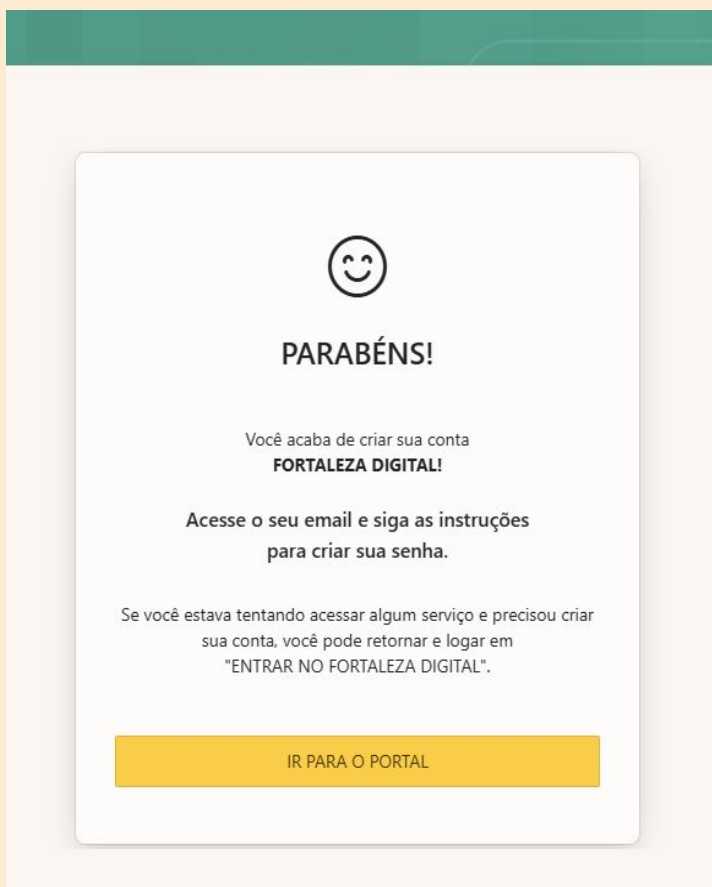 PARABÉNS!
Você acaba de criar sua conta
FORTALEZA DIGITAL!
Acesse o seu email e siga as instruções
para criar sua senha.
Se você estava tentando acessar algum serviço e precisou criar
sua conta, você pode retornar e logar em
"ENTRAR NO FORTALEZA DIGITAL".
IR PARA O PORTAL